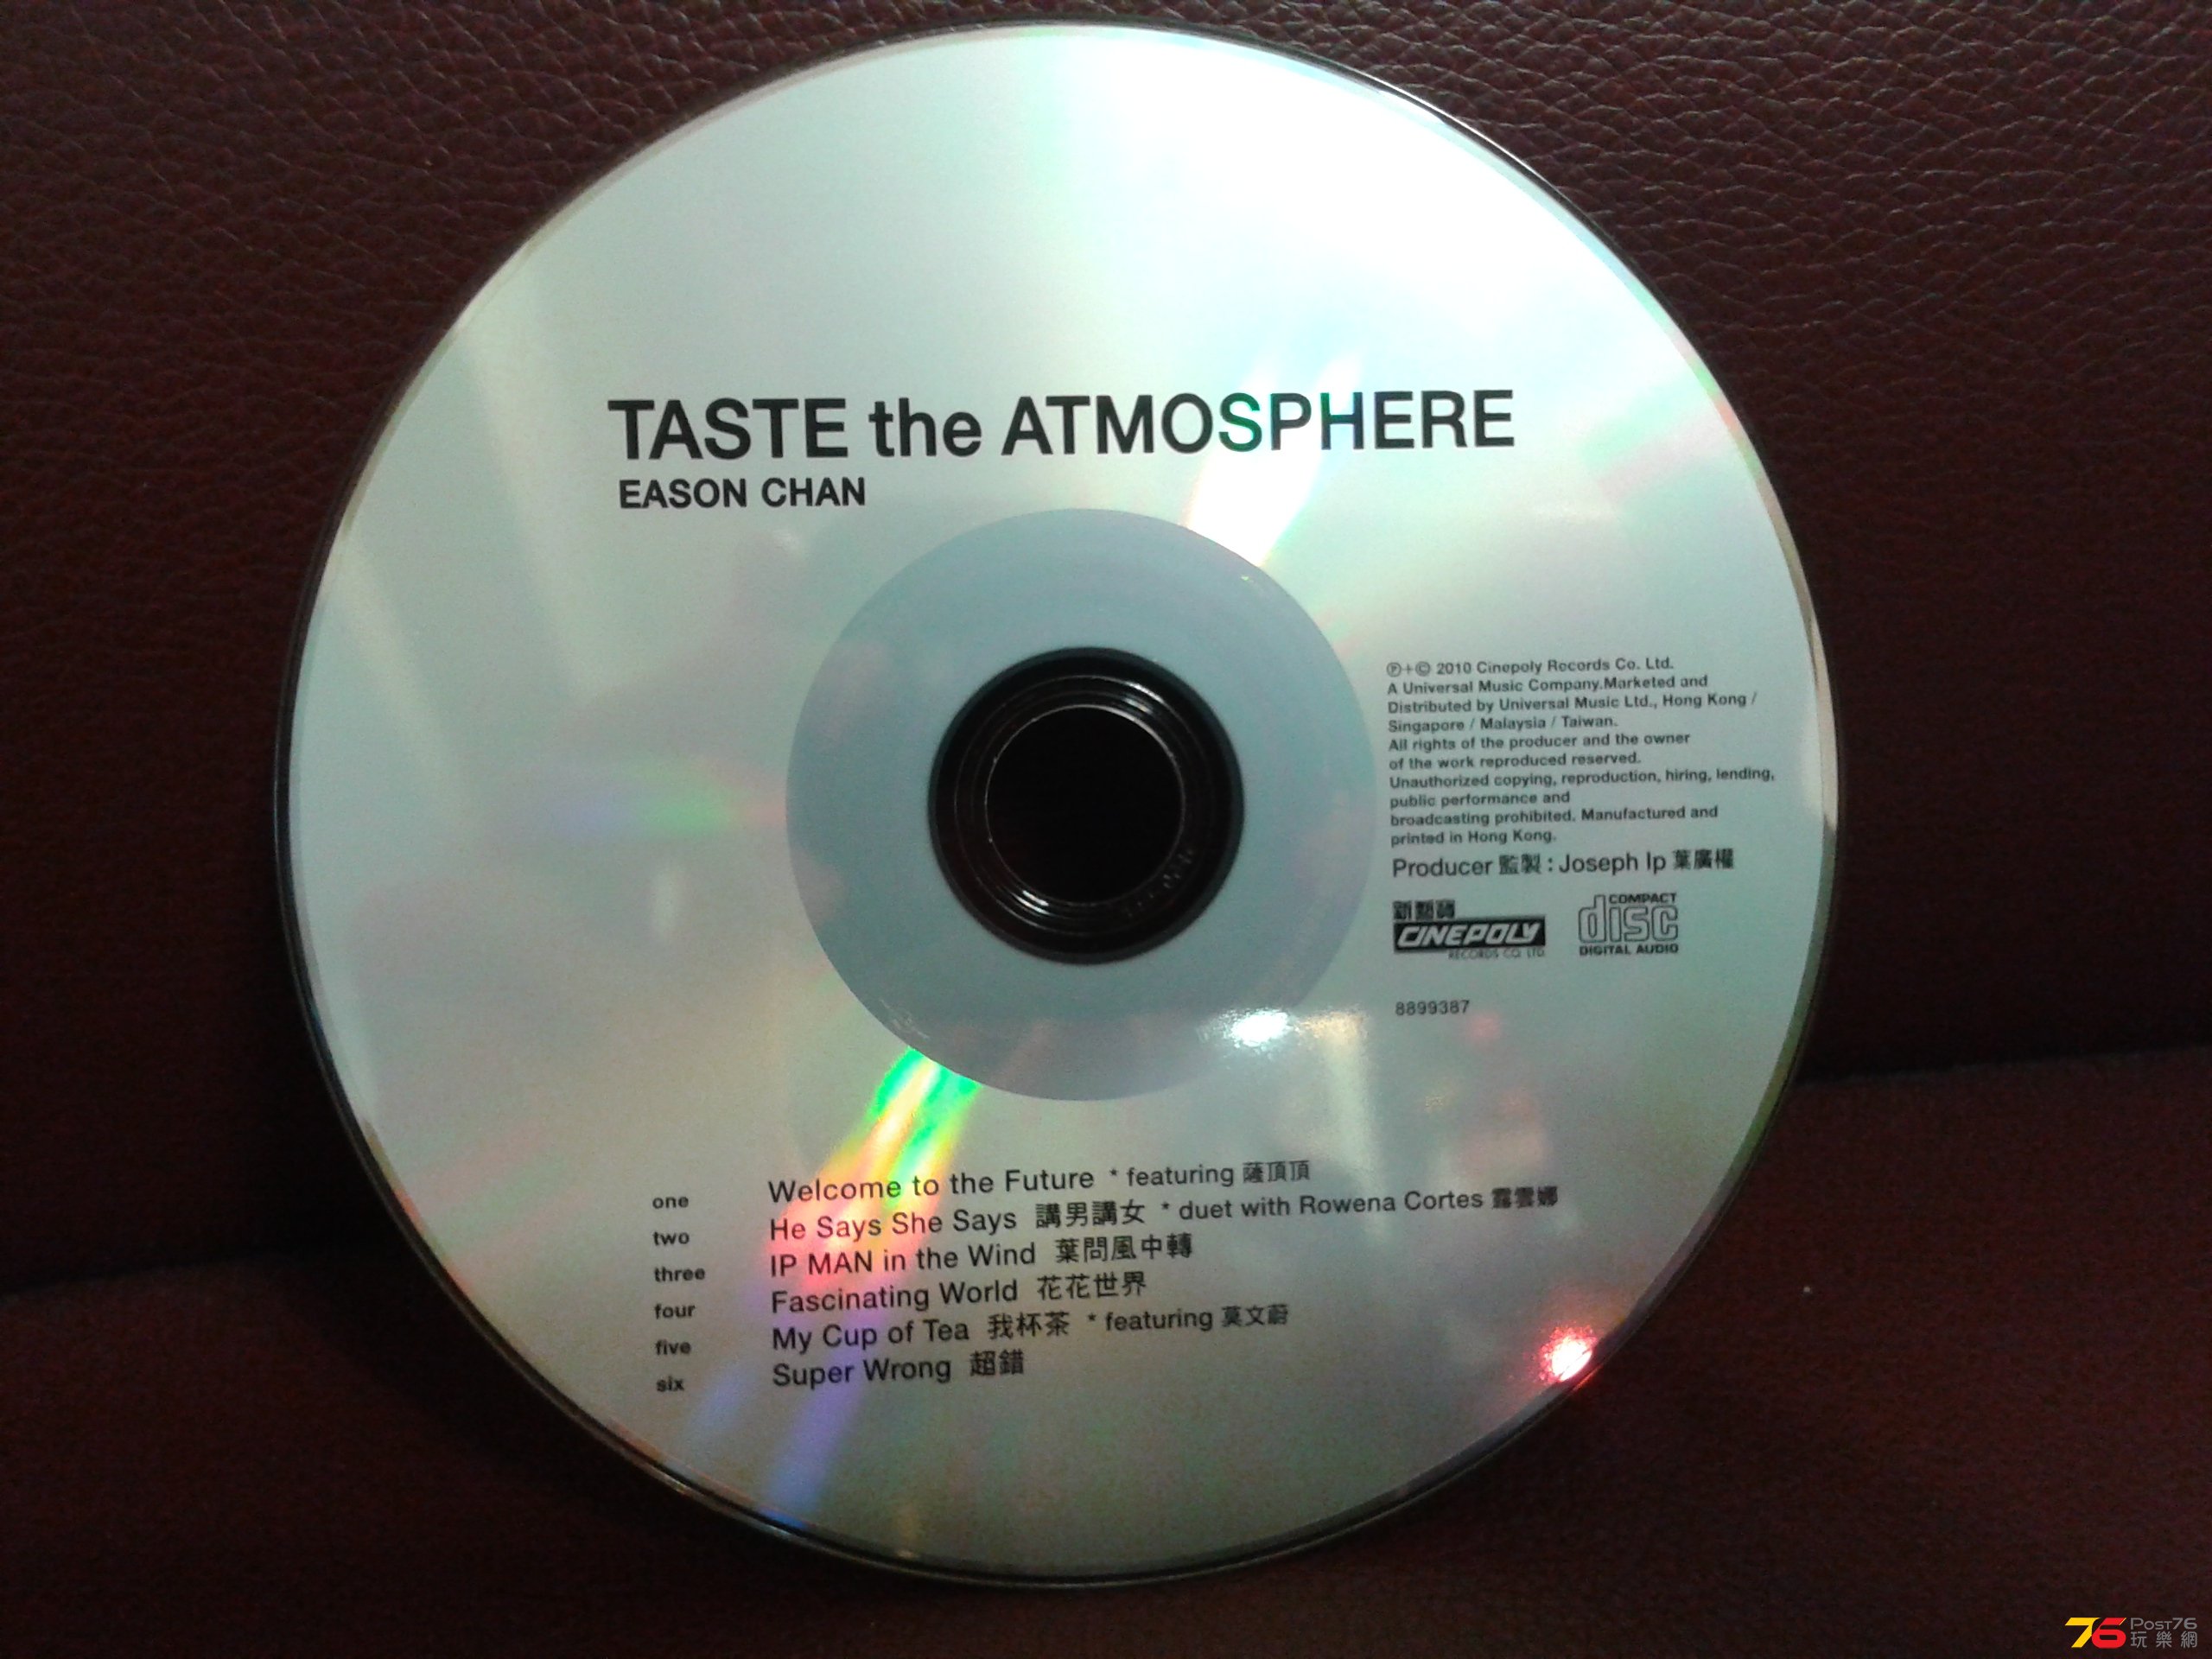 TASTE the ATMOSPHERE
EASON CHAN
℗+© 2010 Cinepoly Records Co. Ltd.
A Universal Music Company.Marketed and
Distributed by Universal Music Ltd., Hong Kong /
Singapore / Malaysia / Taiwan.
All rights of the producer and the owner
of the work reproduced reserved.
Unauthorized copying, reproduction, hiring, lending,
public performance and
broadcasting prohibited. Manufactured and
printed in Hong Kong.
Producer 監製 : Joseph Ip 葉廣權
新藝寶
CINEPOLY
RECORDS CO. LTD.
COMPACT
disc
DIGITAL AUDIO
8899387
one Welcome to the Future * featuring 薩頂頂
two He Says She Says 講男講女 * duet with Rowena Cortes 露雲娜
three IP MAN in the Wind 葉問風中轉
four Fascinating World 花花世界
five My Cup of Tea 我杯茶 * featuring 莫文蔚
six Super Wrong 超錯
76 POST76
玩樂網